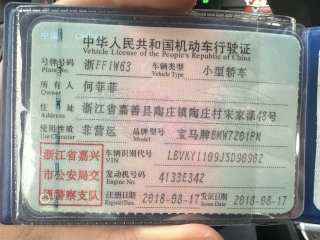 中华人民共和国机动车行驶证
Vehicle License of the People's Republic of China
号牌号码 浙FF1W63 车辆类型 小型轿车
Plate No. Vehicle Type
所有人 何菲菲
Owner
住址 浙江省嘉善县陶庄镇陶庄村宋家漾48号
Address
使用性质 非营运 品牌型号 宝马牌BMW7201PM
Use Character Model
浙江省嘉兴市公安局交通警察支队
车辆识别代号 LBVKY1109JSD90902
VIN
发动机号码 4133E342
Engine No.
注册日期 2018-08-17 发证日期 2018-08-17
Register Date Issue Date